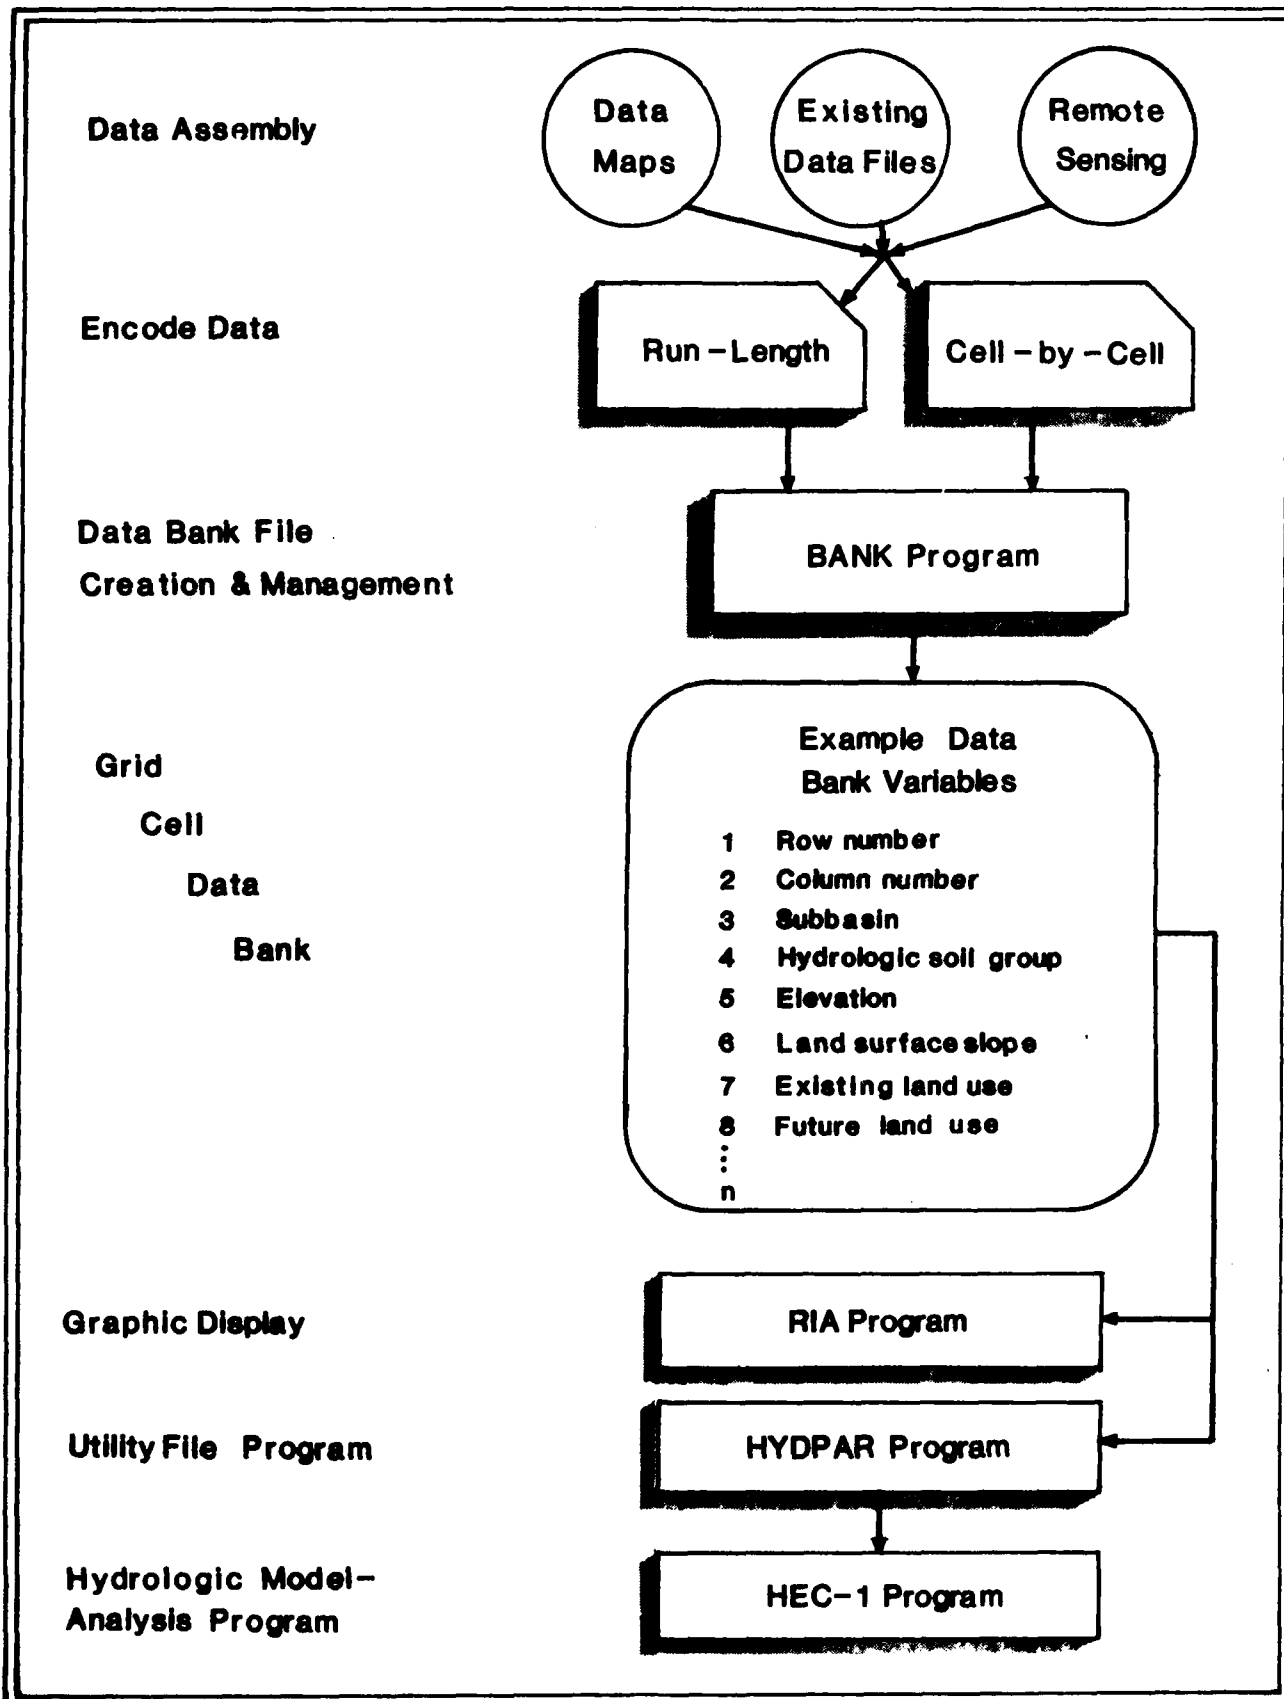 Data Assembly
Data
Maps
Existing
Data Files
Remote
Sensing
Encode Data
Run-Length
Cell-by-Cell
Data Bank File
Creation & Management
BANK Program
Grid
Cell
Data
Bank
Example Data
Bank Variables
1 Row number
2 Column number
3 Subbasin
4 Hydrologic soil group
5 Elevation
6 Land surface slope
7 Existing land use
8 Future land use
⋮
n
Graphic Display
RIA Program
Utility File Program
HYDPAR Program
Hydrologic Model-
Analysis Program
HEC-1 Program